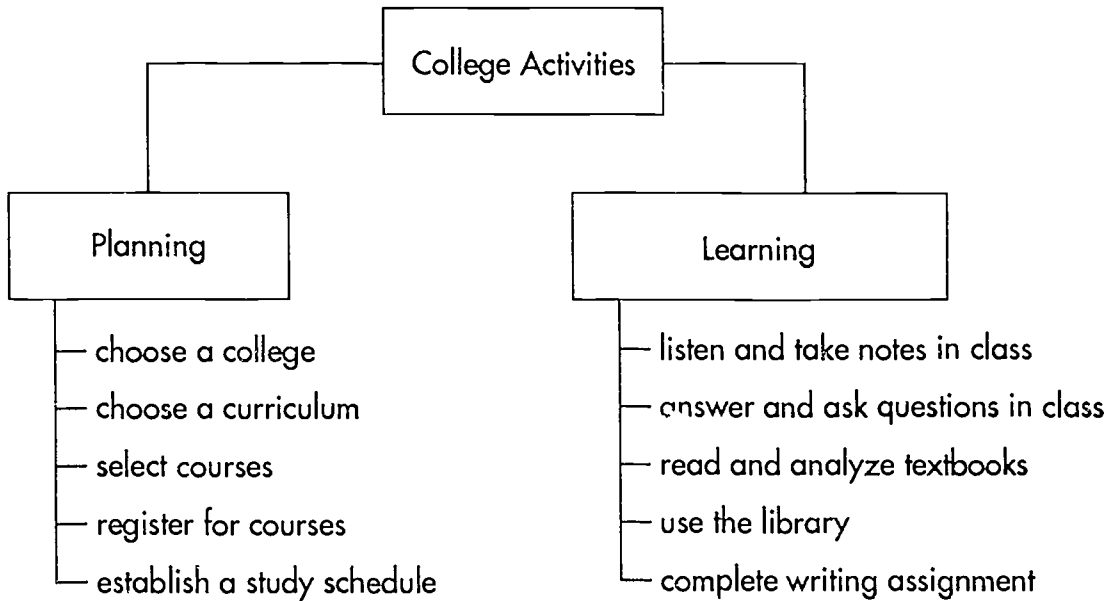 College Activities
Planning
choose a college
choose a curriculum
select courses
register for courses
establish a study schedule
Learning
listen and take notes in class
answer and ask questions in class
read and analyze textbooks
use the library
complete writing assignment